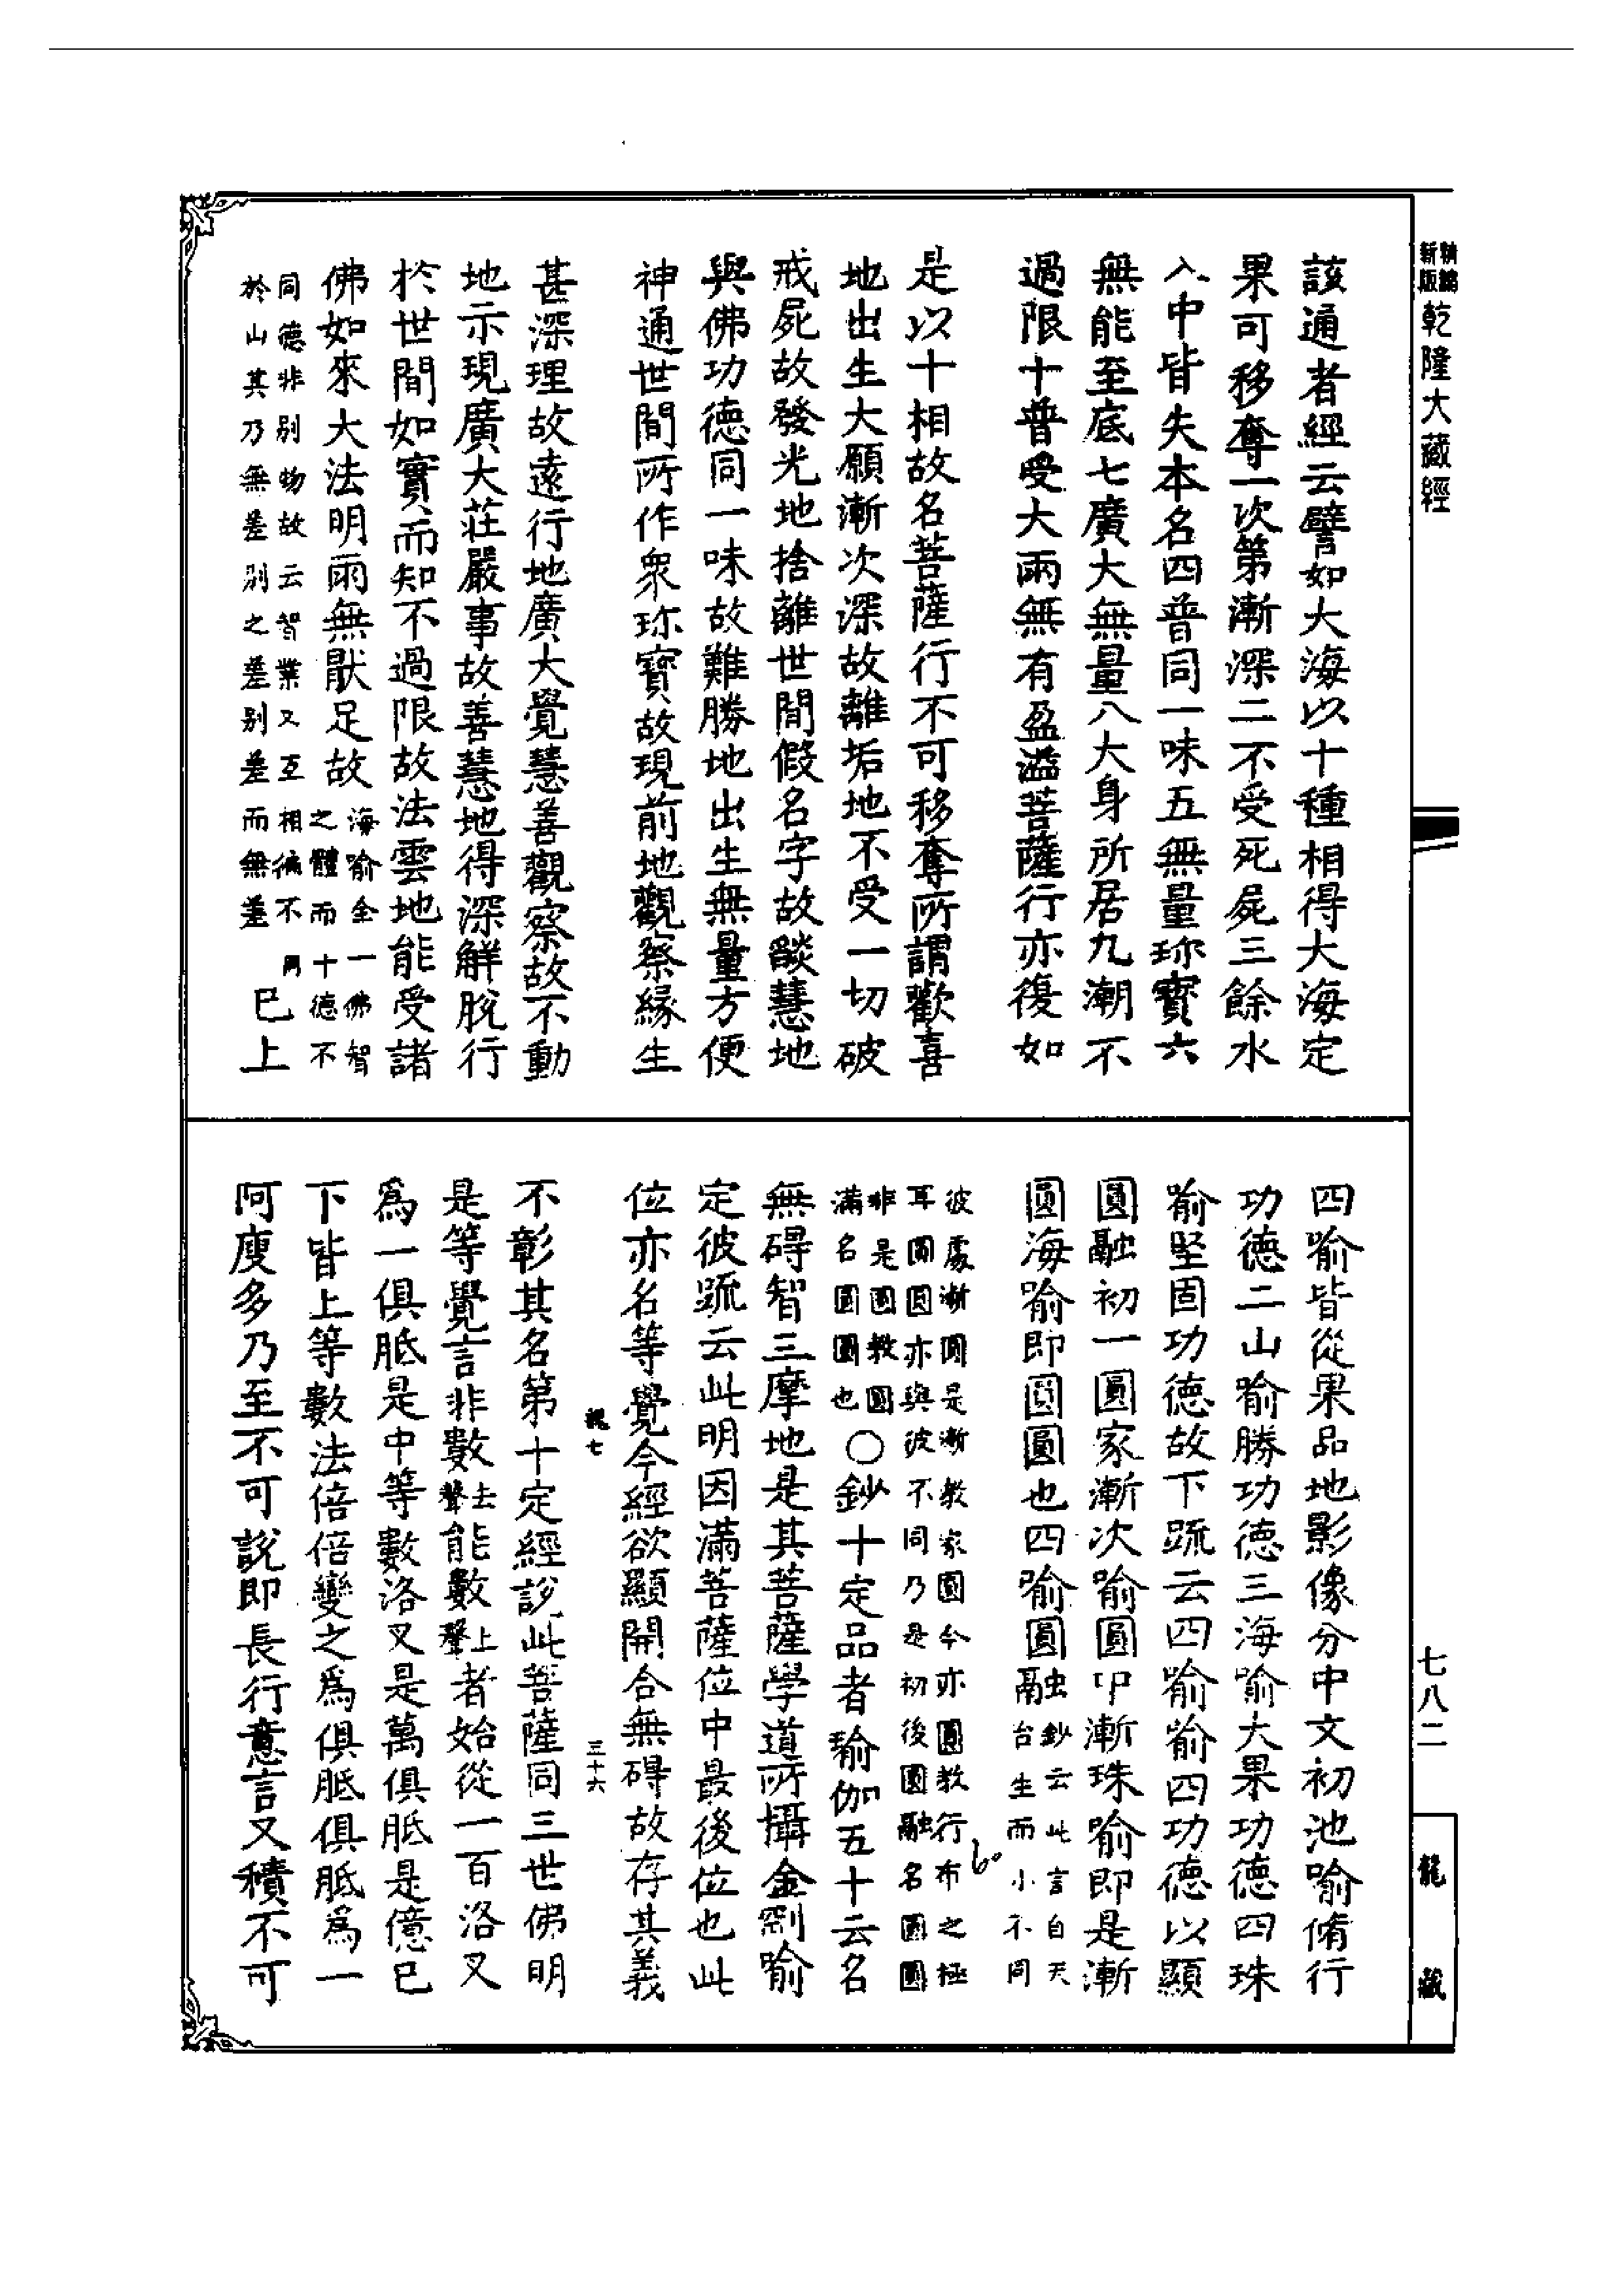 新版
精縮
乾隆大藏經
該通者經云譬如大海以十種相得大海定
果可移奪一次第漸深二不受死屍三餘水
入中皆失本名四普同一味五無量珎寳六
無能至底七廣大無量八大身所居九潮不
過限十普受大雨無有盈溢菩薩行亦復如
是以十相故名菩薩行不可移奪所謂歡喜
地出生大願漸次深故離垢地不受一切破
戒屍故發光地捨離世間假名字故燄慧地
與佛功德同一味故難勝地出生無量方便
神通世間所作衆珎寳故現前地觀察緣生
甚深理故遠行地廣大覺慧善觀察故不動
地示現廣大莊嚴事故善慧地得深解脫行
於世間如實而知不過限故法雲地能受諸
佛如來大法明雨無猒足故
海喻全一佛智
之體而十德不
同德非别物故云智業又互相徧不同
於山其乃無差别之差别差而無差
已上
四喻皆從果品地影像分中文初池喻脩行
功德二山喻勝功德三海喻大果功德四珠
喻堅固功德故下䟽云四喻喻四功德以顯
圓融初一圓家漸次喻圓中漸珠喻即是漸
圓海喻即圓圓也四喻圓融
鈔云此言自天
台生而小不同
彼處漸圓是漸教家圓今亦圓教行布之極
耳圓圓亦與彼不同乃是初後圓融名圓圓
非是圓教圓
滿名圓圓也
○鈔十定品者瑜伽五十云名
無碍智三摩地是其菩薩學道所攝金剛喻
定彼䟽云此明因滿菩薩位中最後位也此
位亦名等覺今經欲顯開合無碍故存其義
三十六
不彰其名第十定經說此菩薩同三世佛明
是等覺言非數去聲能數上聲者始從一百洛叉
爲一俱胝是中等數洛叉是萬俱胝是億已
下皆上等數法倍倍變之爲俱胝俱胝爲一
阿庾多乃至不可說即長行意言又積不可
七八二
龍藏